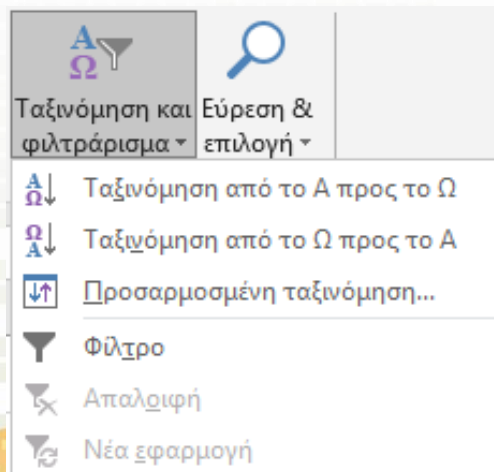 Ταξινόμηση και
φιλτράρισμα
Εύρεση &
επιλογή
Ταξινόμηση από το Α προς το Ω
Ταξινόμηση από το Ω προς το Α
Προσαρμοσμένη ταξινόμηση...
Φίλτρο
Απαλοιφή
Νέα εφαρμογή